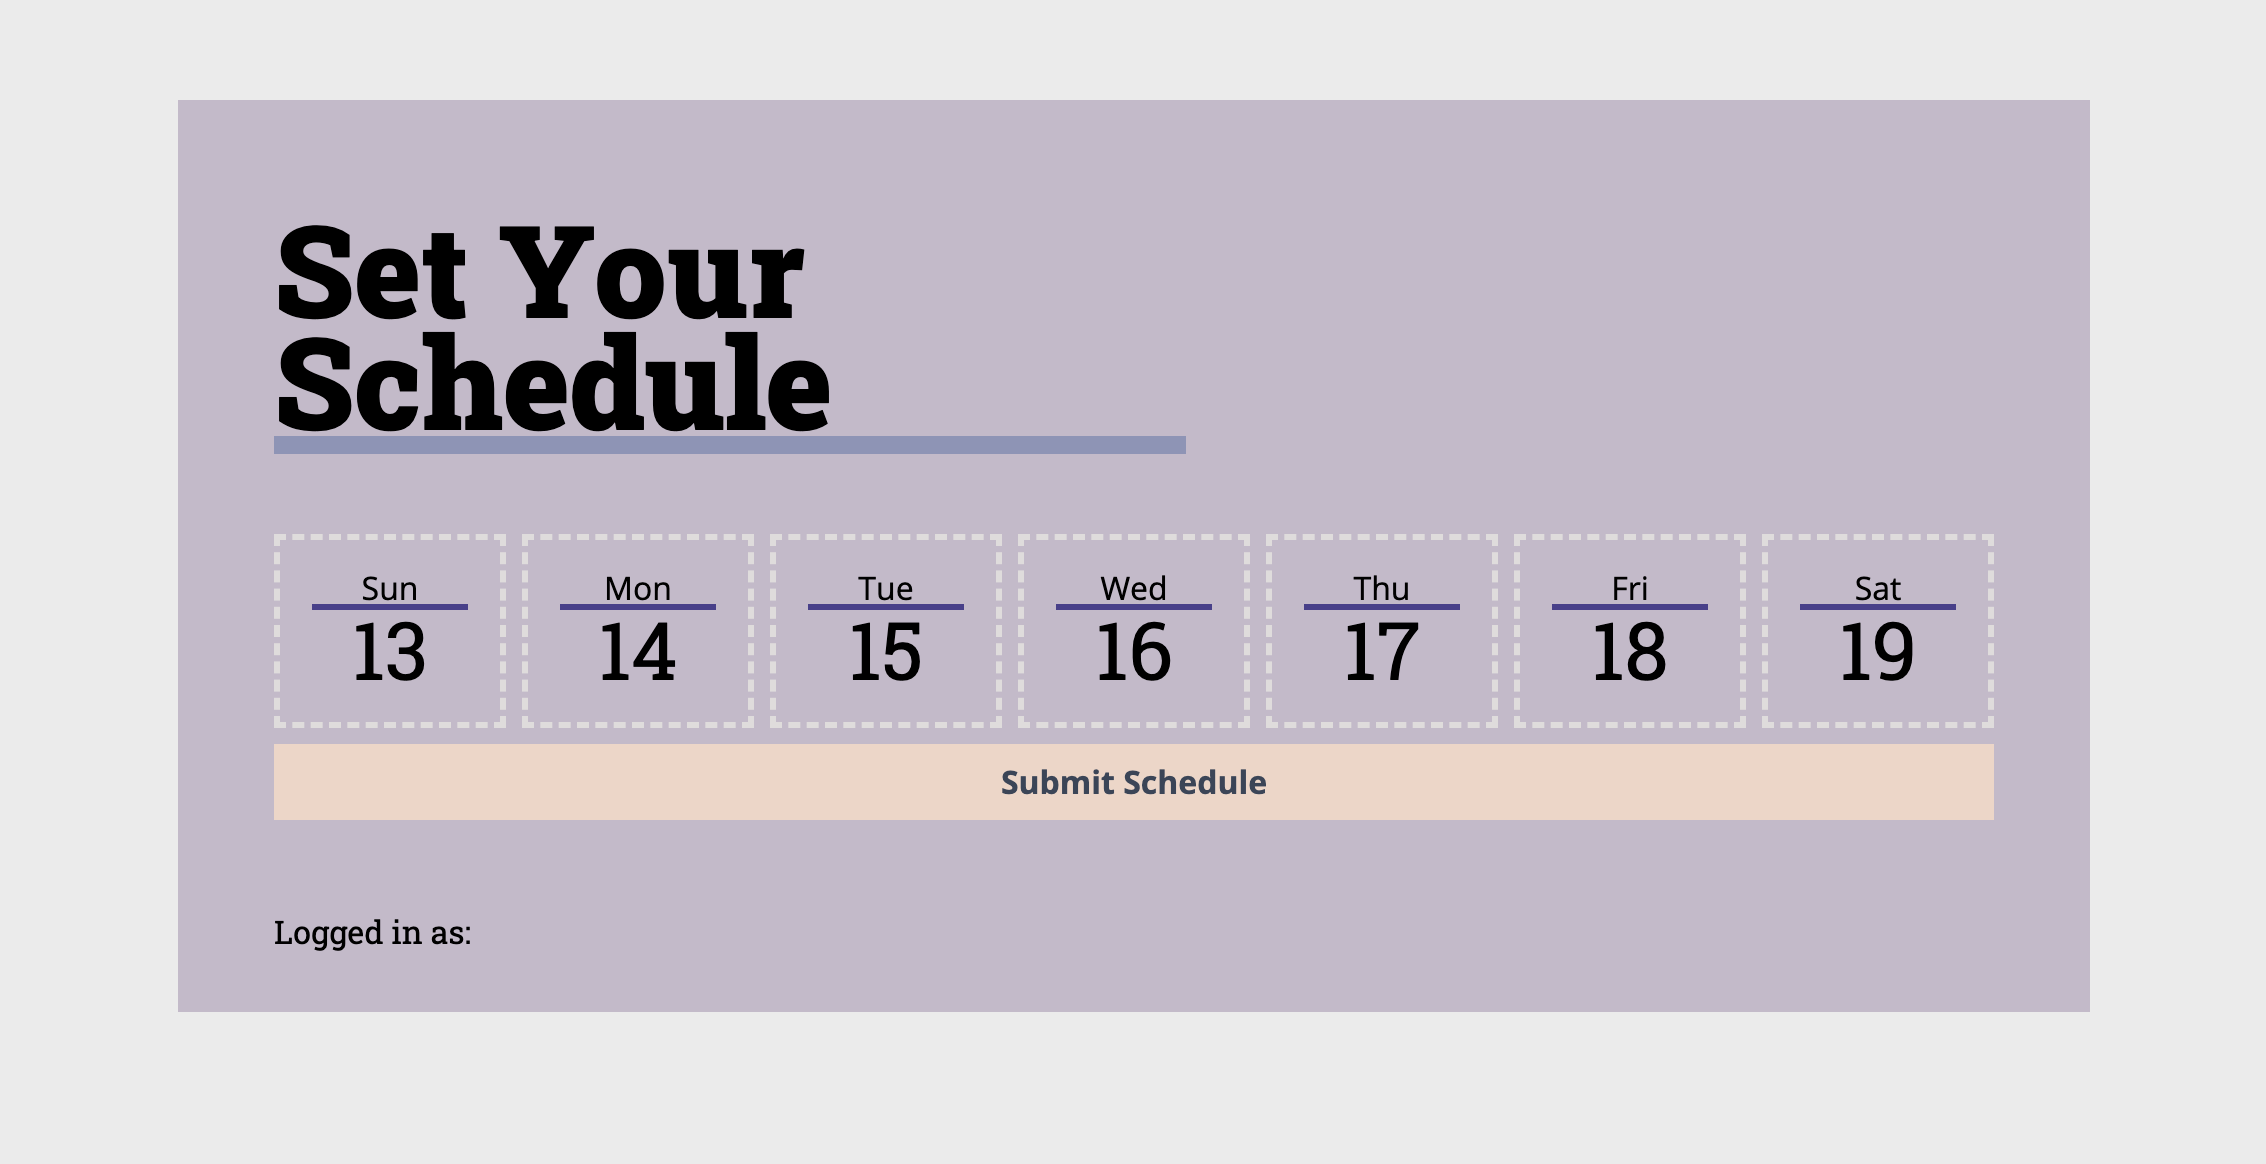 Set Your
Schedule
Sun Mon Tue Wed Thu Fri Sat
13 14 15 16 17 18 19
Submit Schedule
Logged in as: